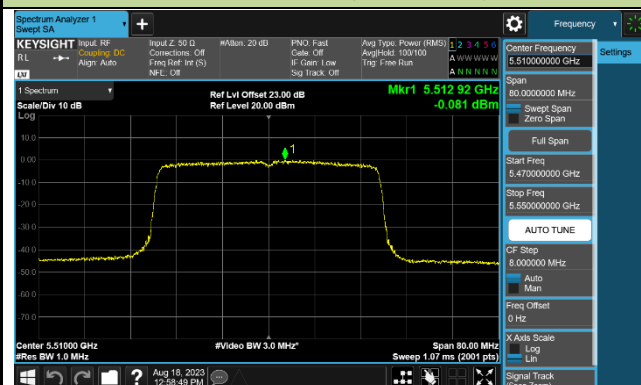 Spectrum Analyzer 1
Swept SA
+
Frequency
KEYSIGHT Input: RF
RL Coupling: DC
Align: Auto
LXI
Input Z: 50 Ω
Corrections: Off
Freq Ref: Int (S)
NFE: Off
#Atten: 20 dB
PNO: Fast
Gate: Off
IF Gain: Low
Sig Track: Off
Avg Type: Power (RMS)
Avg|Hold: 100/100
Trig: Free Run
1 2 3 4 5 6
A W W W W W
A N N N N N
1 Spectrum
Scale/Div 10 dB
Log
Ref Lvl Offset 23.00 dB
Ref Level 20.00 dBm
Mkr1 5.512 92 GHz
-0.081 dBm
1
10.0
0.00
-10.0
-20.0
-30.0
-40.0
-50.0
-60.0
-70.0
Center 5.51000 GHz
#Res BW 1.0 MHz
#Video BW 3.0 MHz*
Span 80.00 MHz
Sweep 1.07 ms (2001 pts)
Center Frequency
5.510000000 GHz
Span
80.0000000 MHz
Swept Span
Zero Span
Full Span
Start Freq
5.470000000 GHz
Stop Freq
5.550000000 GHz
AUTO TUNE
CF Step
8.000000 MHz
Auto
Man
Freq Offset
0 Hz
X Axis Scale
Log
Lin
Signal Track
(Span Zoom)
Settings
?
Aug 18, 2023
12:58:49 PM